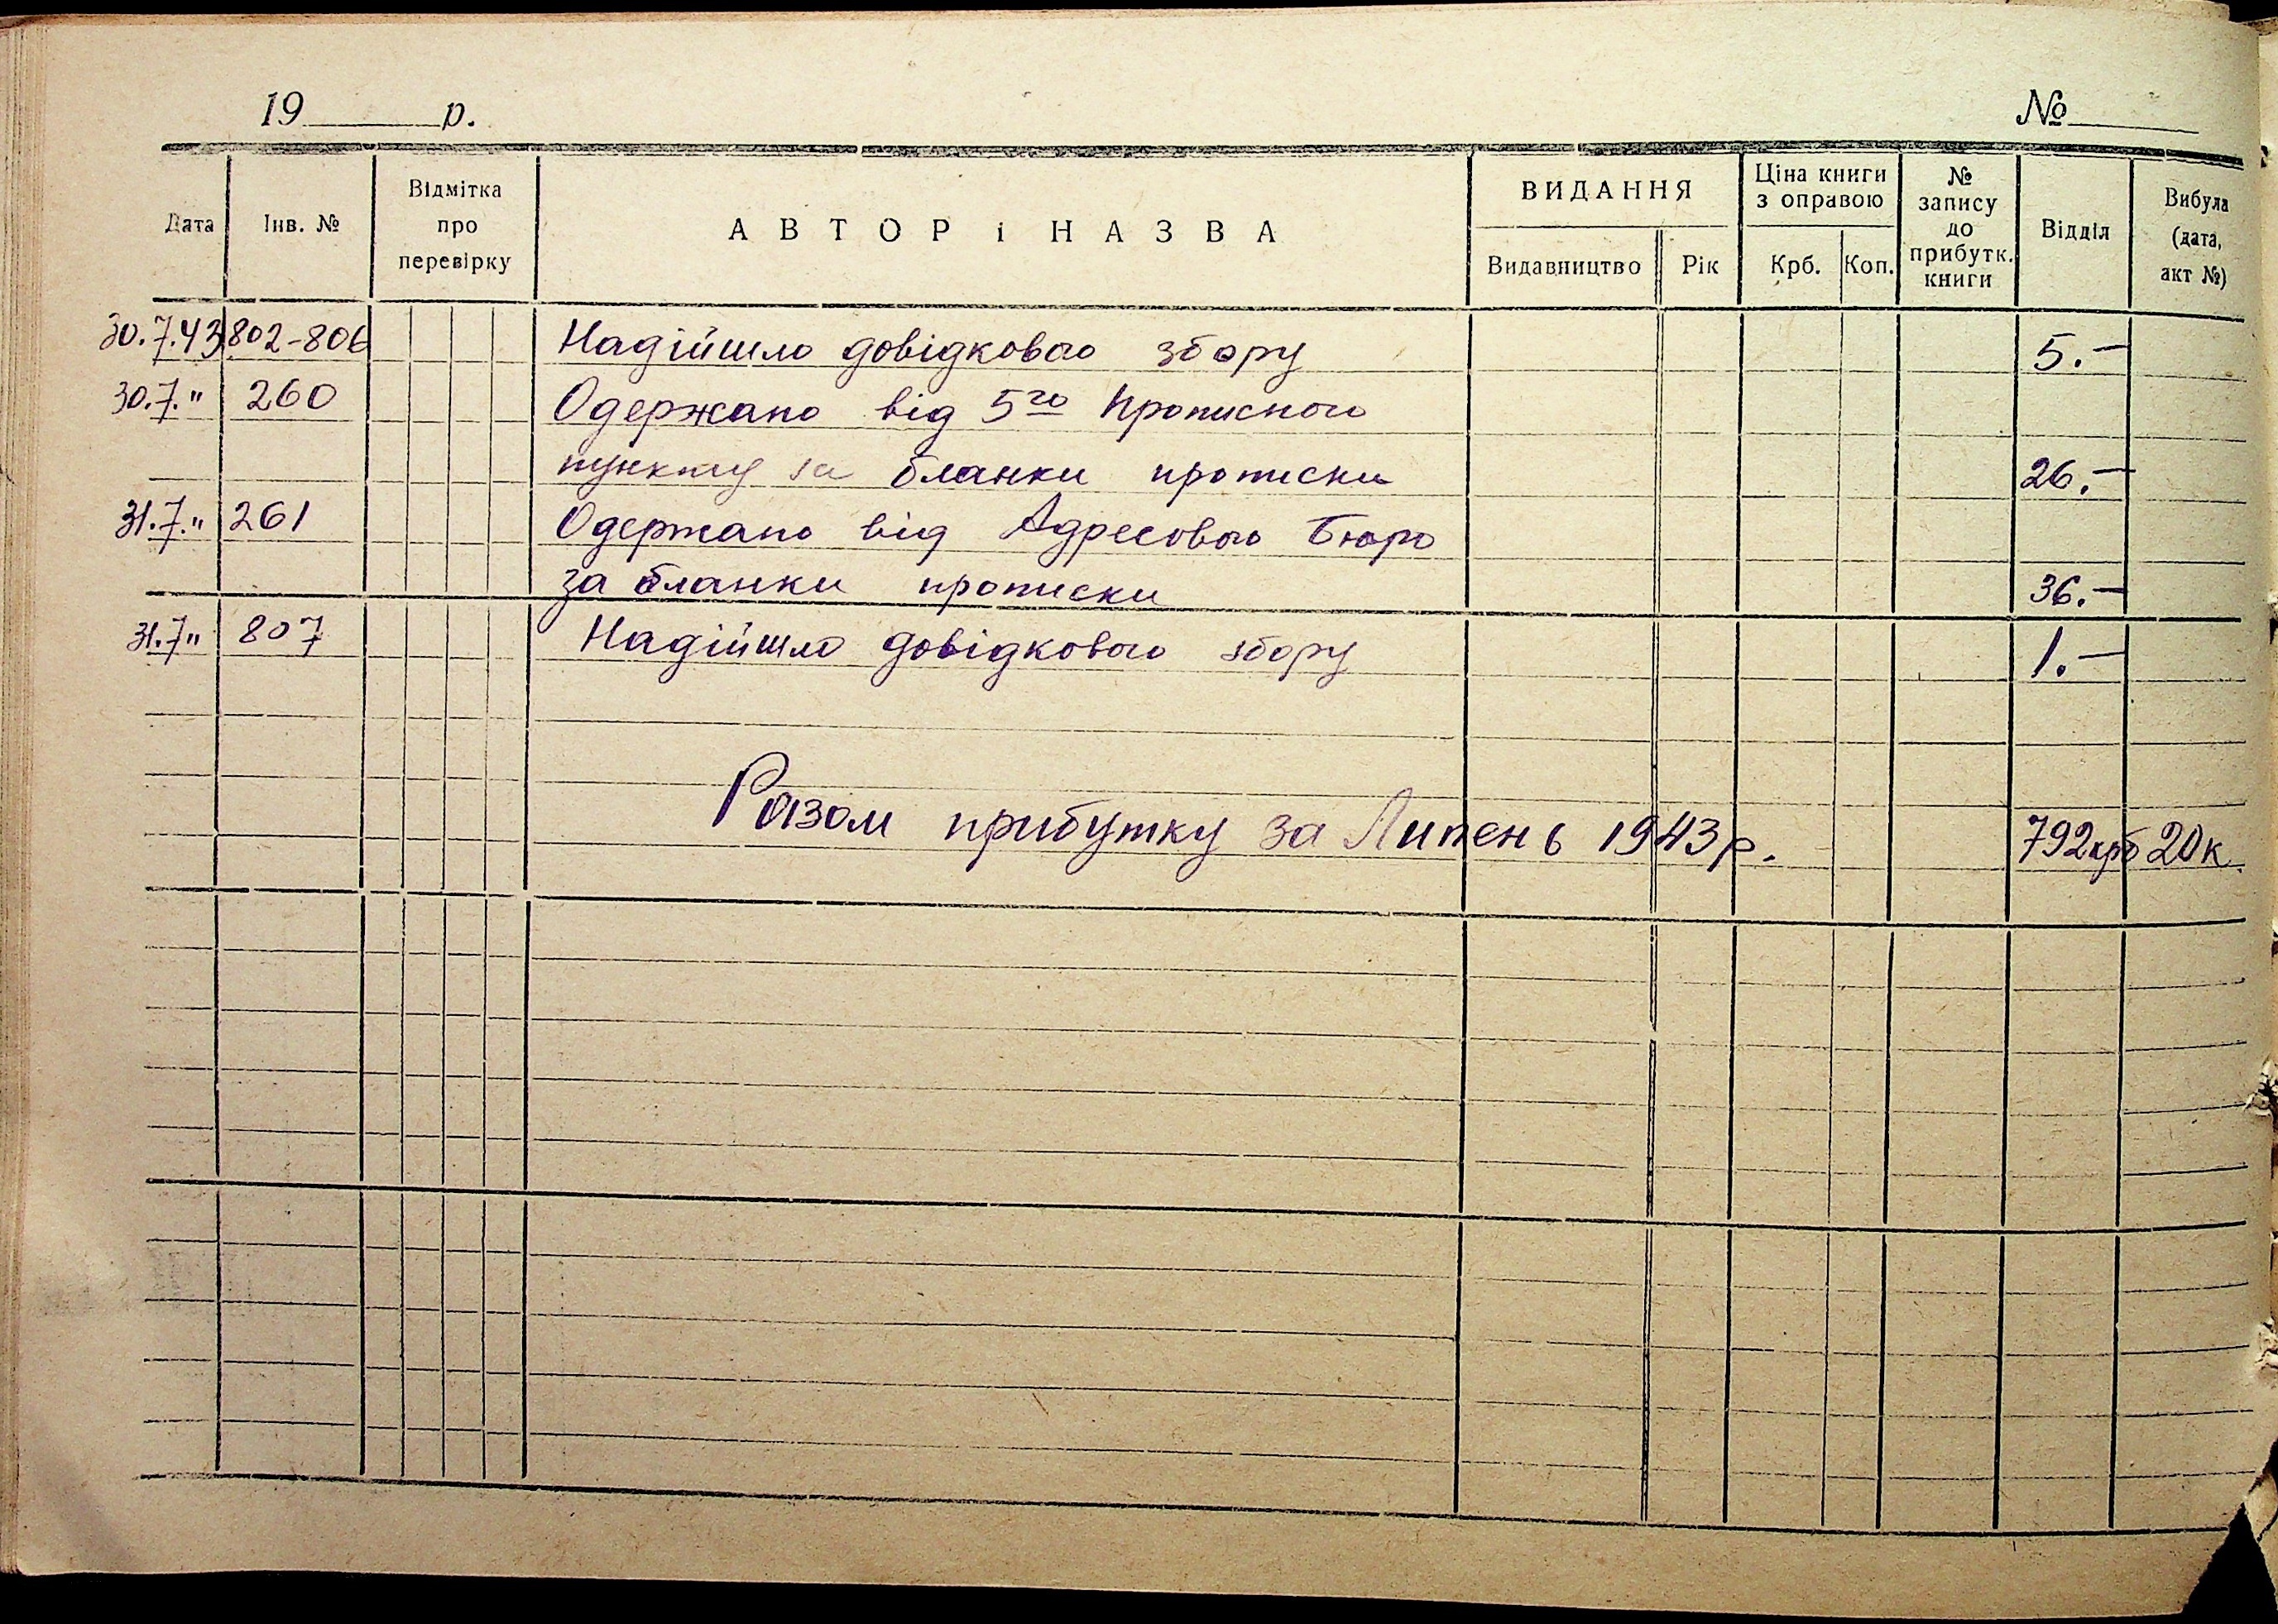 19 р. №
Дата Інв. № Відмітка про перевірку АВТОР і НАЗВА ВИДАННЯ Видавництво Рік Ціна книги з оправою Крб. Коп. № запису до прибутк. книги Відділ Вибула (дата, акт №)
30.7.43 802-806 Надійшло довідкового збору 5.—
30.7." 260 Одержано від 5го Прописного
пункту за бланки прописки 26.—
31.7." 261 Одержано від Адресового Бюро
за бланки прописки 36.—
31.7" 807 Надійшло довідкового збору 1.—
Разом прибутку за Липень 1943 р. 792крб 20к.